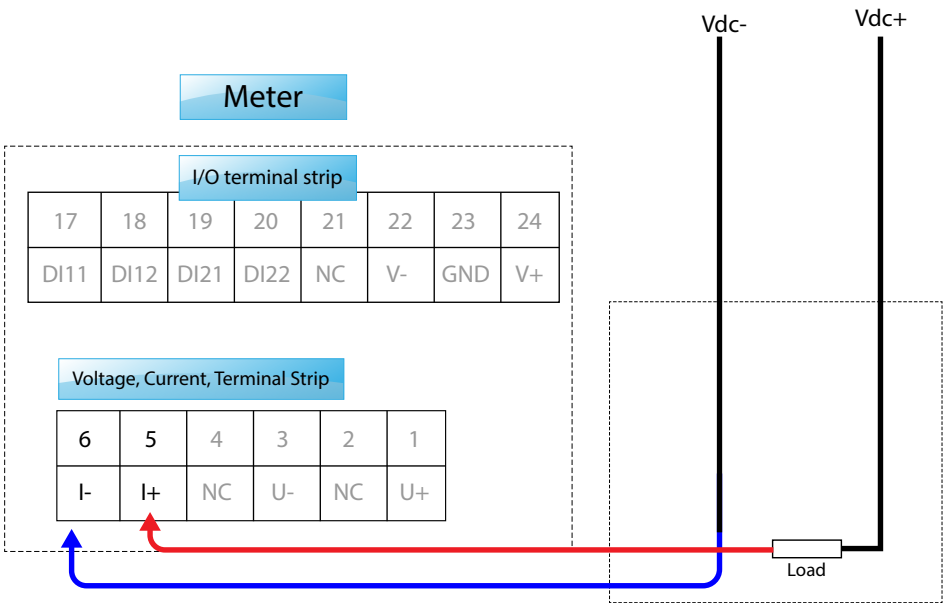 Vdc-
Vdc+
Meter
I/O terminal strip
17 18 19 20 21 22 23 24
DI11 DI12 DI21 DI22 NC V- GND V+
Voltage, Current, Terminal Strip
6 5 4 3 2 1
I- I+ NC U- NC U+
Load